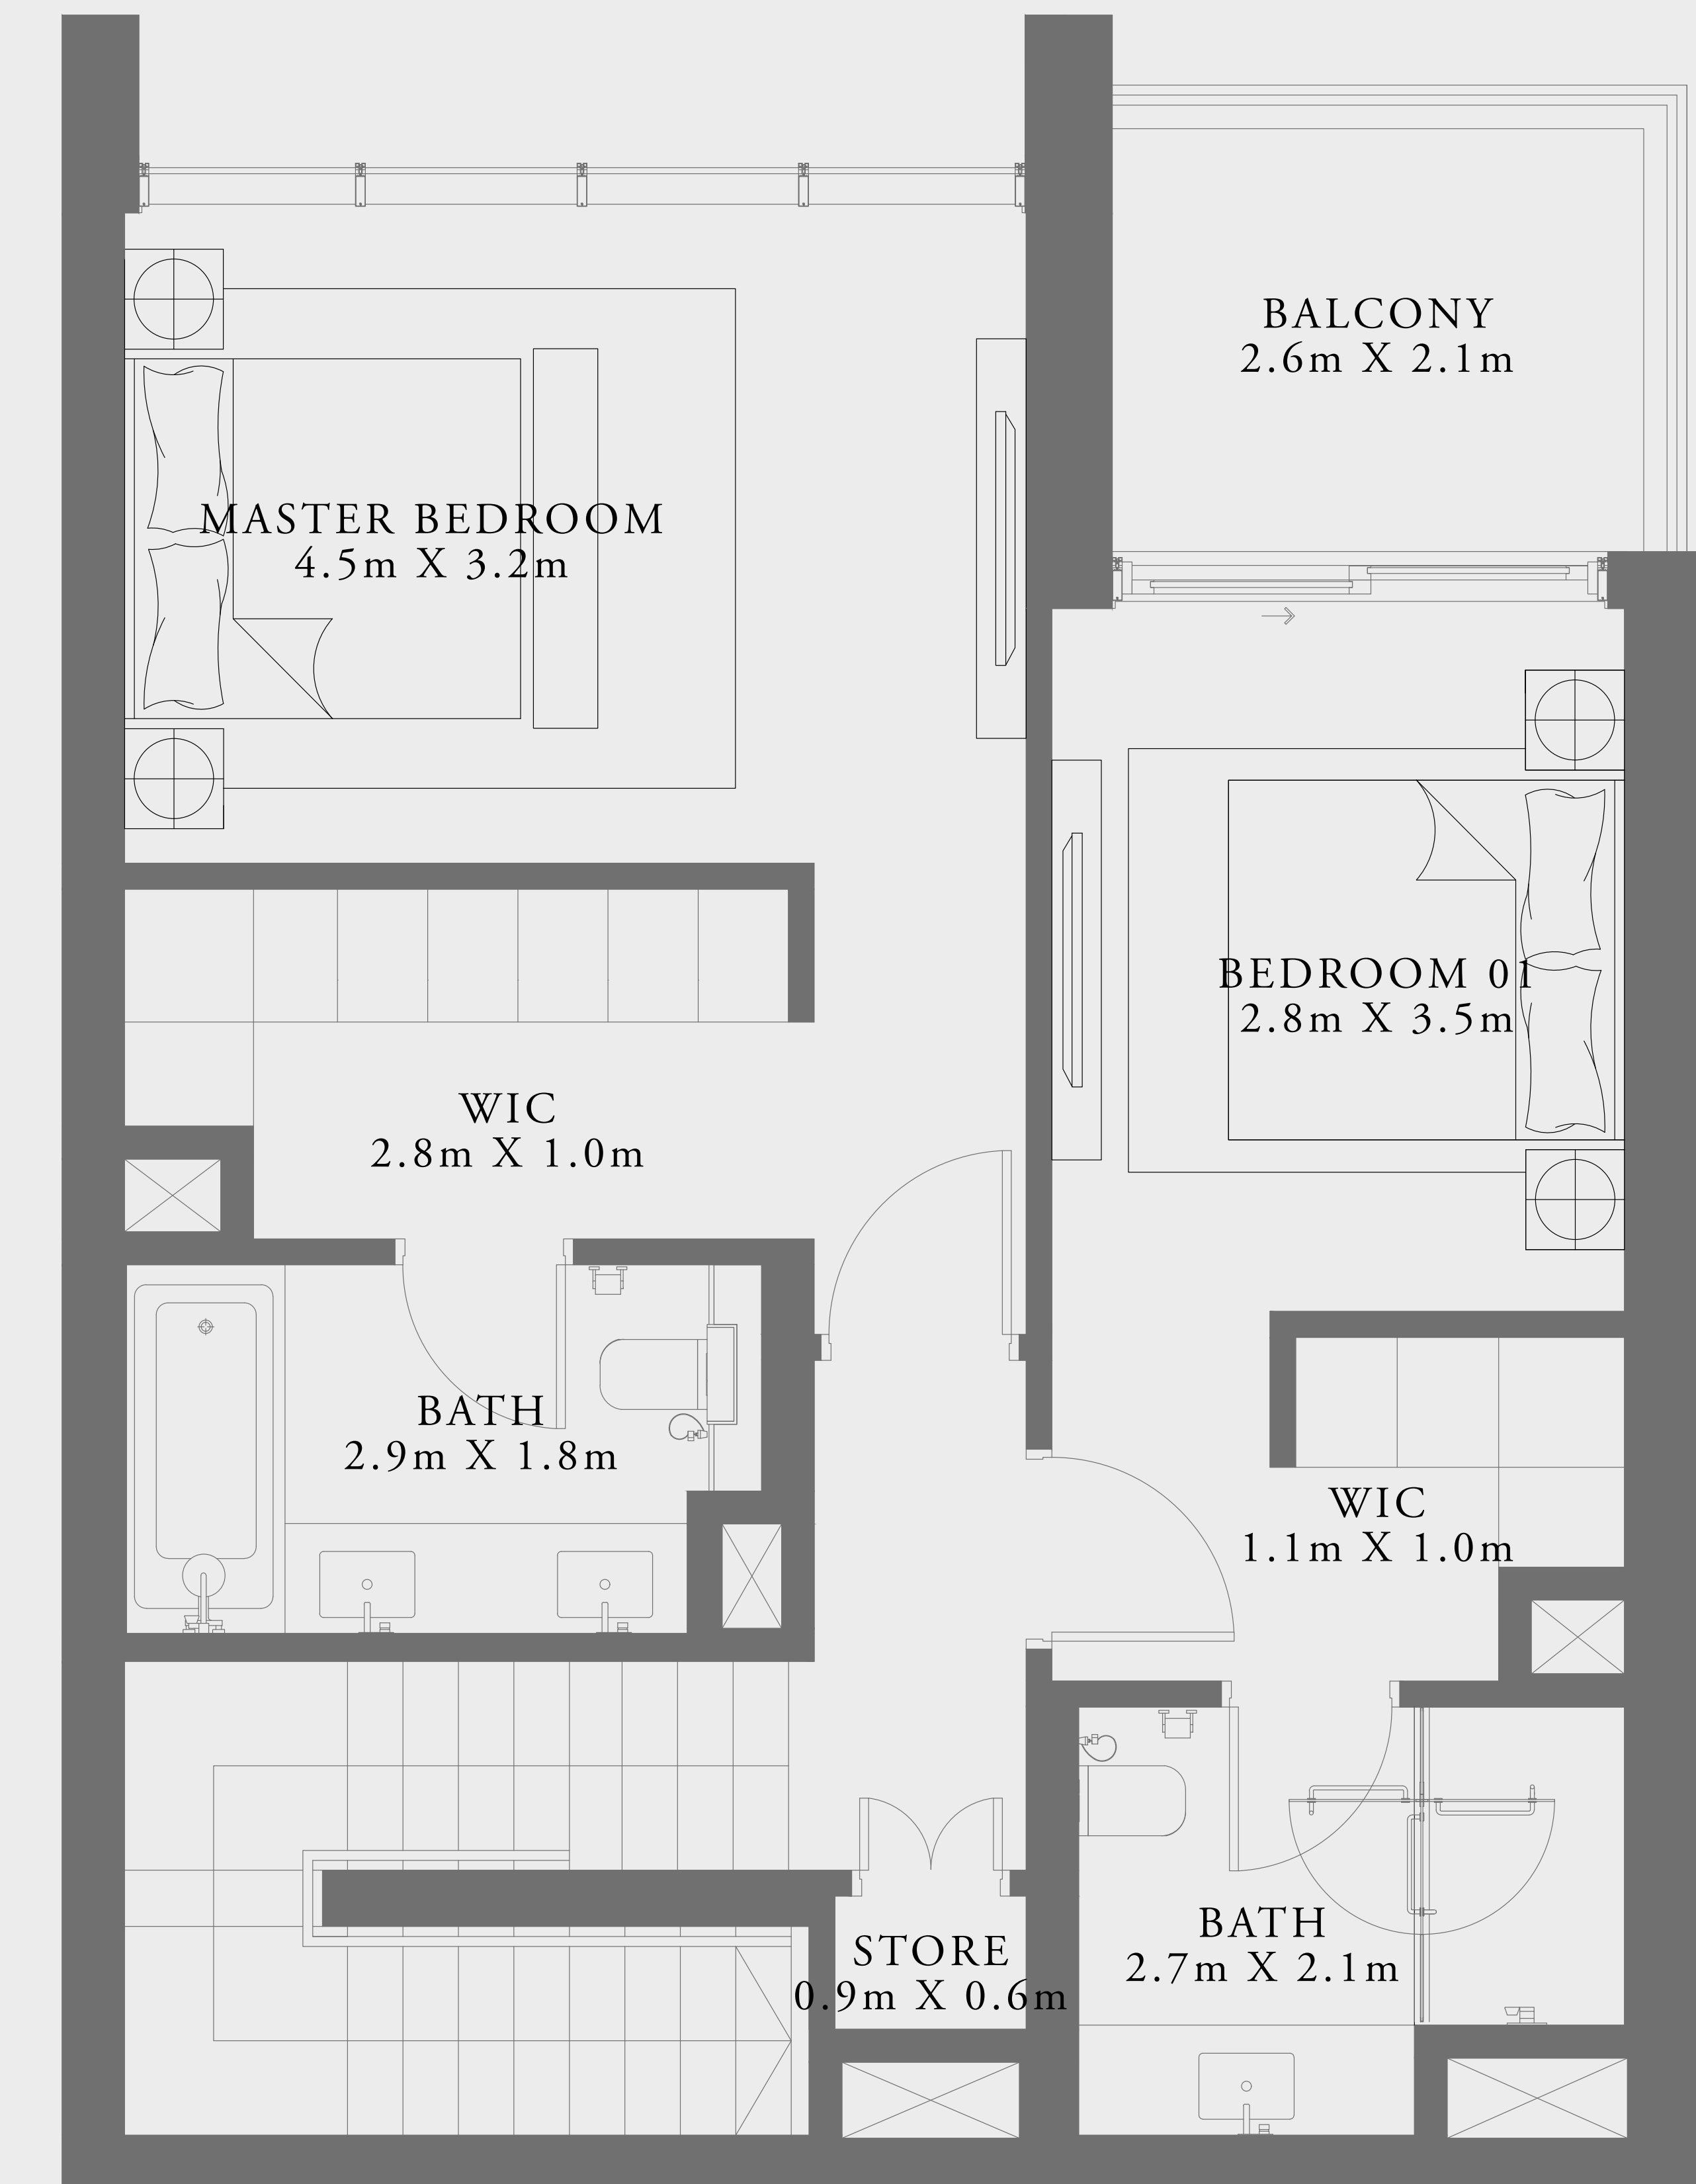 BALCONY
2.6m X 2.1m
MASTER BEDROOM
4.5m X 3.2m
BEDROOM 01
2.8m X 3.5m
WIC
2.8m X 1.0m
BATH
2.9m X 1.8m
WIC
1.1m X 1.0m
BATH
2.7m X 2.1m
STORE
0.9m X 0.6m